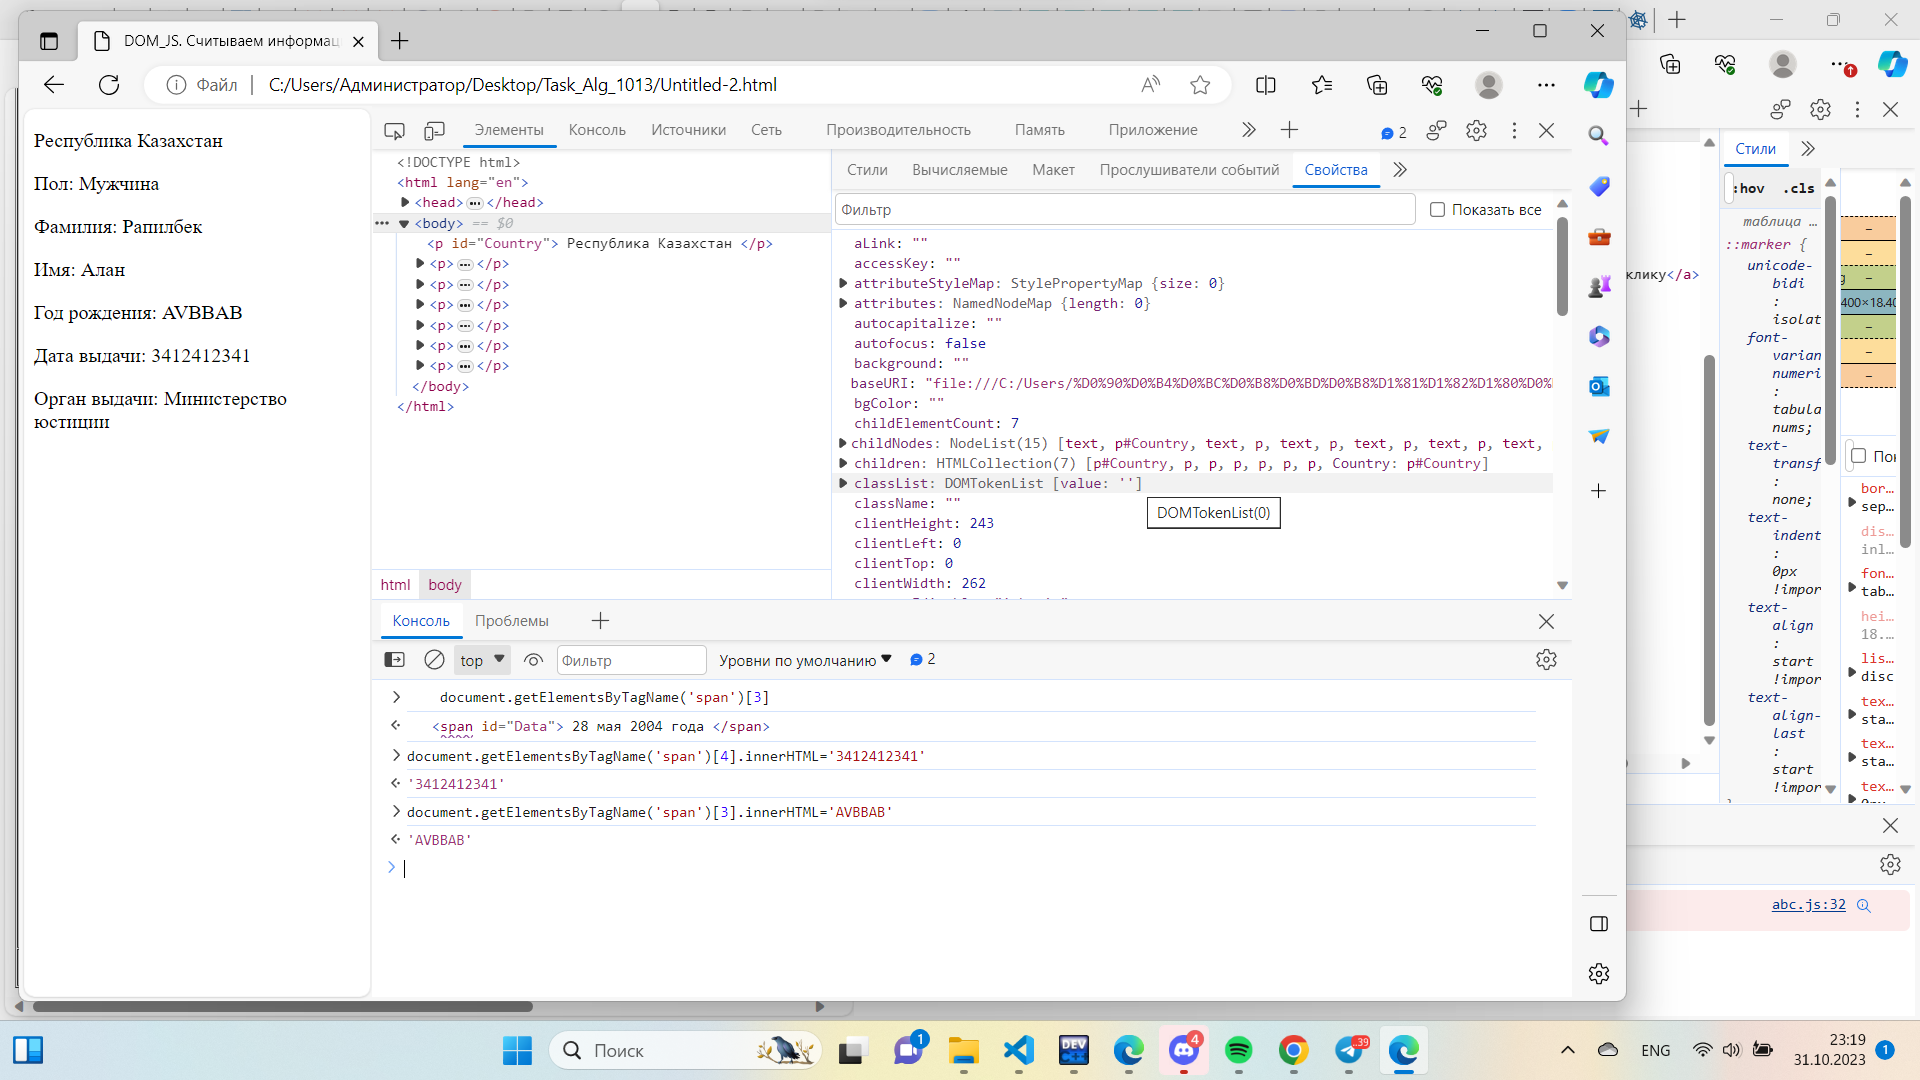 DOM_JS. Считываем информац
Файл
C:/Users/Администратор/Desktop/Task_Alg_1013/Untitled-2.html
Республика Казахстан
Пол: Мужчина
Фамилия: Рапилбек
Имя: Алан
Год рождения: AVBBAB
Дата выдачи: 3412412341
Орган выдачи: Министерство
юстиции
Элементы Консоль Источники Сеть Производительность Память Приложение 2
<!DOCTYPE html>
<html lang="en">
<head> ••• </head>
••• <body> == $0
<p id="Country"> Республика Казахстан </p>
<p> ••• </p>
<p> ••• </p>
<p> ••• </p>
<p> ••• </p>
<p> ••• </p>
<p> ••• </p>
</body>
</html>
html body
Стили Вычисляемые Макет Прослушиватели событий Свойства
Фильтр Показать все
aLink: ""
accessKey: ""
attributeStyleMap: StylePropertyMap {size: 0}
attributes: NamedNodeMap {length: 0}
autocapitalize: ""
autofocus: false
background: ""
baseURI: "file:///C:/Users/%D0%90%D0%B4%D0%BC%D0%B8%D0%BD%D0%B8%D1%81%D1%82%D1%80%D0%
bgColor: ""
childElementCount: 7
childNodes: NodeList(15) [text, p#Country, text, p, text, p, text, p, text, p, text,
children: HTMLCollection(7) [p#Country, p, p, p, p, p, p, Country: p#Country]
classList: DOMTokenList [value: '']
className: ""
DOMTokenList(0)
clientHeight: 243
clientLeft: 0
clientTop: 0
clientWidth: 262
Консоль Проблемы
top Фильтр Уровни по умолчанию 2
document.getElementsByTagName('span')[3]
<span id="Data"> 28 мая 2004 года </span>
document.getElementsByTagName('span')[4].innerHTML='3412412341'
'3412412341'
document.getElementsByTagName('span')[3].innerHTML='AVBBAB'
'AVBBAB'
клику</a>
Стили
:hov .cls
таблица …
::marker {
unicode-
bidi
:
isolat
font-
varian
numeri
:
tabula
nums;
text-
transf
:
none;
text-
indent
:
0px
!impor
text-
align
:
start
!impor
text-
align-
last
:
start
!impor
400×18.40
Пок
bor…
sep…
dis…
inl…
fon…
tab…
hei…
18.…
lis…
disc
tex…
sta…
tex…
sta…
tex…
abc.js:32
Поиск
1
DEV
C++
4
39
ENG
23:19
31.10.2023
1